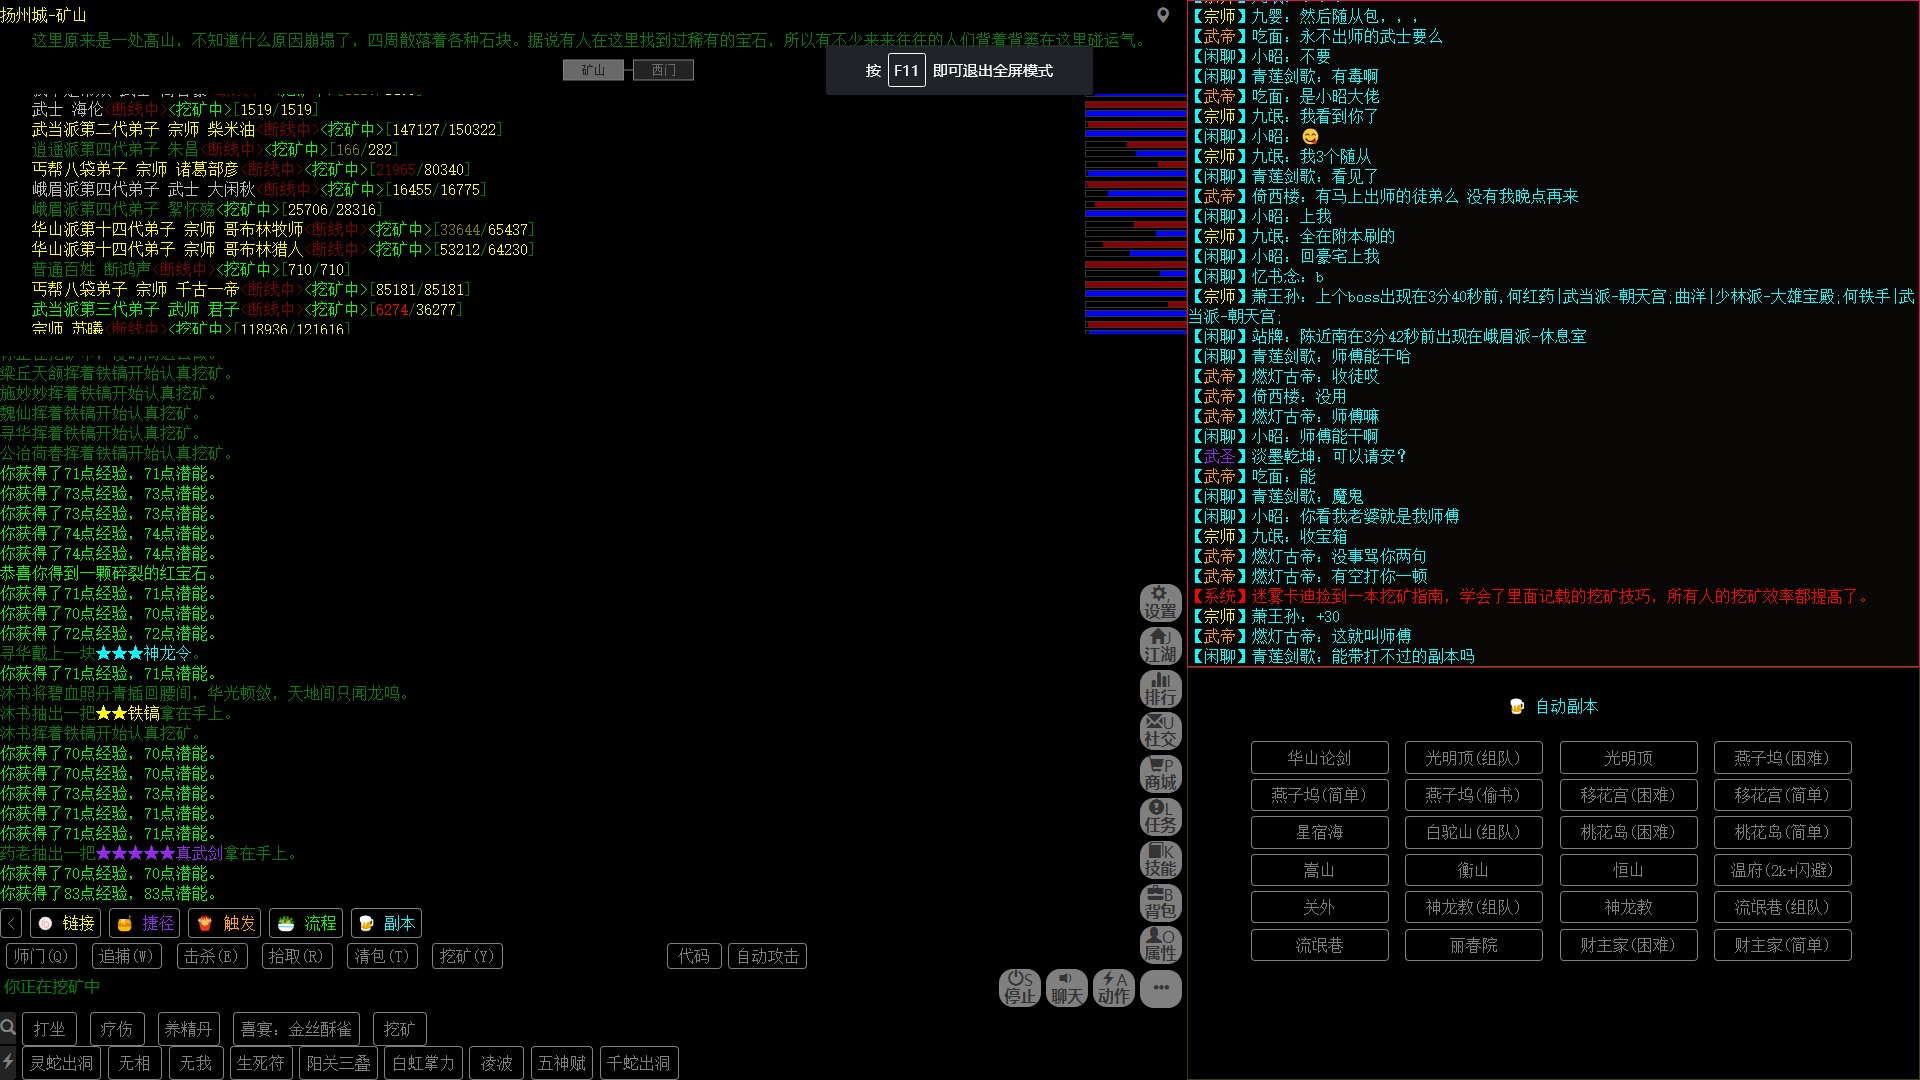 扬州城-矿山
这里原来是一处高山，不知道什么原因崩塌了，四周散落着各种石块。据说有人在这里找到过稀有的宝石，所以有不少来来往往的人们背着背篓在这里碰运气。
矿山 西门
按 F11 即可退出全屏模式
武士 海伦<断线中><挖矿中>[1519/1519]
武当派第二代弟子 宗师 柴米油<断线中><挖矿中>[147127/150322]
逍遥派第四代弟子 朱昌<断线中><挖矿中>[166/282]
丐帮八袋弟子 宗师 诸葛部彦<断线中><挖矿中>[21965/80340]
峨眉派第四代弟子 武士 大闲秋<断线中><挖矿中>[16455/16775]
峨眉派第四代弟子 絮怀殇<挖矿中>[25706/28316]
华山派第十四代弟子 宗师 哥布林牧师<断线中><挖矿中>[33644/65437]
华山派第十四代弟子 宗师 哥布林猎人<断线中><挖矿中>[53212/64230]
普通百姓 断鸿声<断线中><挖矿中>[710/710]
丐帮八袋弟子 宗师 千古一帝<断线中><挖矿中>[85181/85181]
武当派第三代弟子 武师 君子<断线中><挖矿中>[6274/36277]
宗师 苏曦<断线中><挖矿中>[118936/121616]
梁丘天颌挥着铁镐开始认真挖矿。
施妙妙挥着铁镐开始认真挖矿。
魏仙挥着铁镐开始认真挖矿。
寻华挥着铁镐开始认真挖矿。
公冶荷春挥着铁镐开始认真挖矿。
你获得了71点经验，71点潜能。
你获得了73点经验，73点潜能。
你获得了73点经验，73点潜能。
你获得了74点经验，74点潜能。
你获得了74点经验，74点潜能。
恭喜你得到一颗碎裂的红宝石。
你获得了71点经验，71点潜能。
你获得了70点经验，70点潜能。
你获得了72点经验，72点潜能。
寻华戴上一块★★★神龙令。
你获得了71点经验，71点潜能。
沐书将碧血照丹青插回腰间，华光顿敛，天地间只闻龙鸣。
沐书抽出一把★★铁镐拿在手上。
沐书挥着铁镐开始认真挖矿。
你获得了70点经验，70点潜能。
你获得了70点经验，70点潜能。
你获得了73点经验，73点潜能。
你获得了71点经验，71点潜能。
你获得了71点经验，71点潜能。
药老抽出一把★★★★★真武剑拿在手上。
你获得了70点经验，70点潜能。
你获得了83点经验，83点潜能。
< 链接 捷径 触发 流程 副本
师门(Q) 追捕(W) 击杀(E) 拾取(R) 清包(T) 挖矿(Y) 代码 自动攻击
你正在挖矿中
打坐 疗伤 养精丹 喜宴：金丝酥雀 挖矿
灵蛇出洞 无相 无我 生死符 阳关三叠 白虹掌力 凌波 五神赋 千蛇出洞
设置
J 江湖
排行
U 社交
P 商城
L 任务
K 技能
B 背包
O 属性
S 停止
聊天
A 动作
【宗师】九婴：然后随从包，，，
【武帝】吃面：永不出师的武士要么
【闲聊】小昭：不要
【闲聊】青莲剑歌：有毒啊
【武帝】吃面：是小昭大佬
【宗师】九氓：我看到你了
【闲聊】小昭：😋
【宗师】九氓：我3个随从
【闲聊】青莲剑歌：看见了
【武帝】倚西楼：有马上出师的徒弟么 没有我晚点再来
【闲聊】小昭：上我
【宗师】九氓：全在附本刷的
【闲聊】小昭：回豪宅上我
【闲聊】忆书念：b
【宗师】萧王孙：上个boss出现在3分40秒前,何红药|武当派-朝天宫;曲洋|少林派-大雄宝殿;何铁手|武
当派-朝天宫;
【闲聊】站牌：陈近南在3分42秒前出现在峨眉派-休息室
【闲聊】青莲剑歌：师傅能干哈
【武帝】燃灯古帝：收徒哎
【武帝】倚西楼：没用
【武帝】燃灯古帝：师傅嘛
【闲聊】小昭：师傅能干啊
【武圣】淡墨乾坤：可以请安?
【武帝】吃面：能
【闲聊】青莲剑歌：魔鬼
【闲聊】小昭：你看我老婆就是我师傅
【宗师】九氓：收宝箱
【武帝】燃灯古帝：没事骂你两句
【武帝】燃灯古帝：有空打你一顿
【系统】迷雾卡迪捡到一本挖矿指南，学会了里面记载的挖矿技巧，所有人的挖矿效率都提高了。
【宗师】萧王孙：+30
【武帝】燃灯古帝：这就叫师傅
【闲聊】青莲剑歌：能带打不过的副本吗
自动副本
华山论剑 光明顶(组队) 光明顶 燕子坞(困难)
燕子坞(简单) 燕子坞(偷书) 移花宫(困难) 移花宫(简单)
星宿海 白驼山(组队) 桃花岛(困难) 桃花岛(简单)
嵩山 衡山 恒山 温府(2k+闪避)
关外 神龙教(组队) 神龙教 流氓巷(组队)
流氓巷 丽春院 财主家(困难) 财主家(简单)